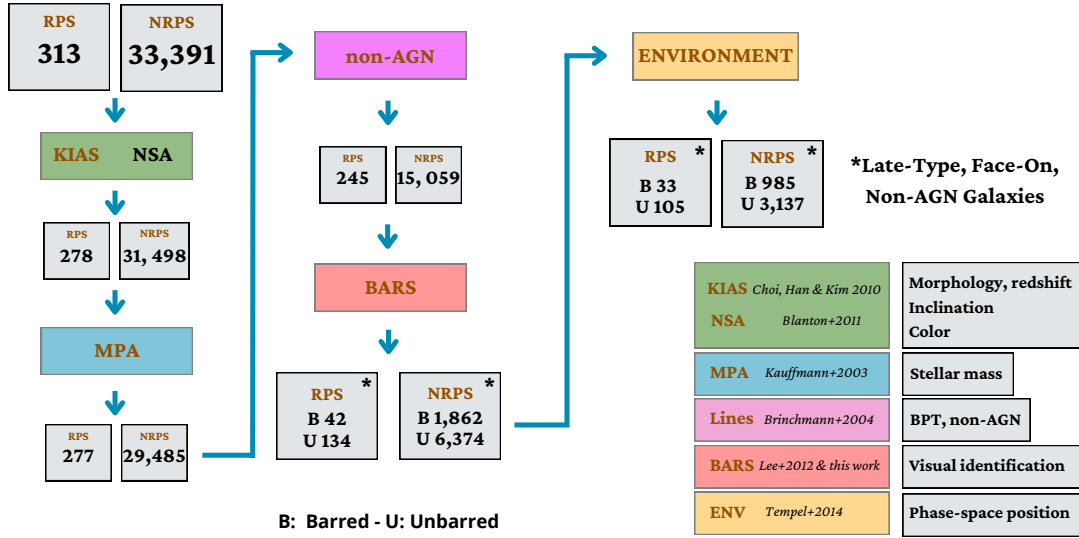 RPS
313
NRPS
33,391
KIAS NSA
RPS
278
NRPS
31, 498
MPA
RPS
277
NRPS
29,485
non-AGN
RPS
245
NRPS
15, 059
BARS
RPS *
B 42
U 134
NRPS *
B 1,862
U 6,374
B: Barred - U: Unbarred
ENVIRONMENT
RPS *
B 33
U 105
NRPS *
B 985
U 3,137
*Late-Type, Face-On,
Non-AGN Galaxies
KIAS Choi, Han & Kim 2010
NSA Blanton+2011
Morphology, redshift
Inclination
Color
MPA Kauffmann+2003
Stellar mass
Lines Brinchmann+2004
BPT, non-AGN
BARS Lee+2012 & this work
Visual identification
ENV Tempel+2014
Phase-space position